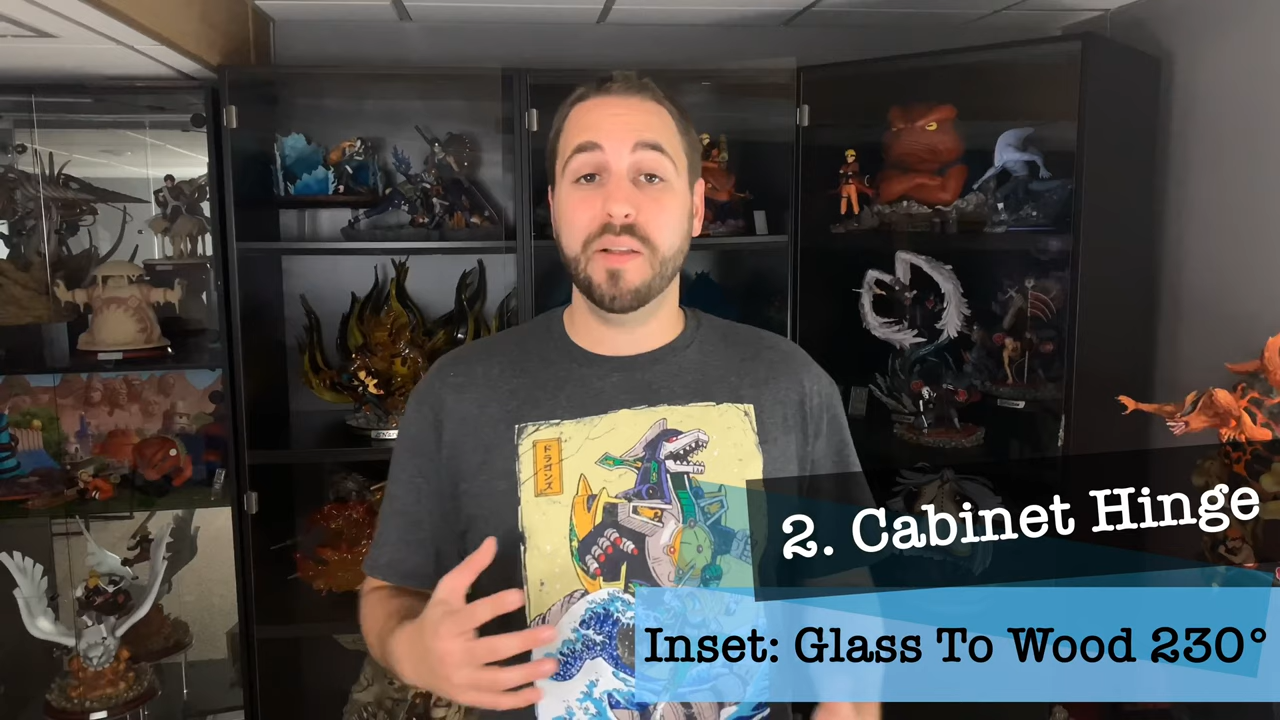 ドラゴンズ
2. Cabinet Hinge
Inset: Glass To Wood 230°